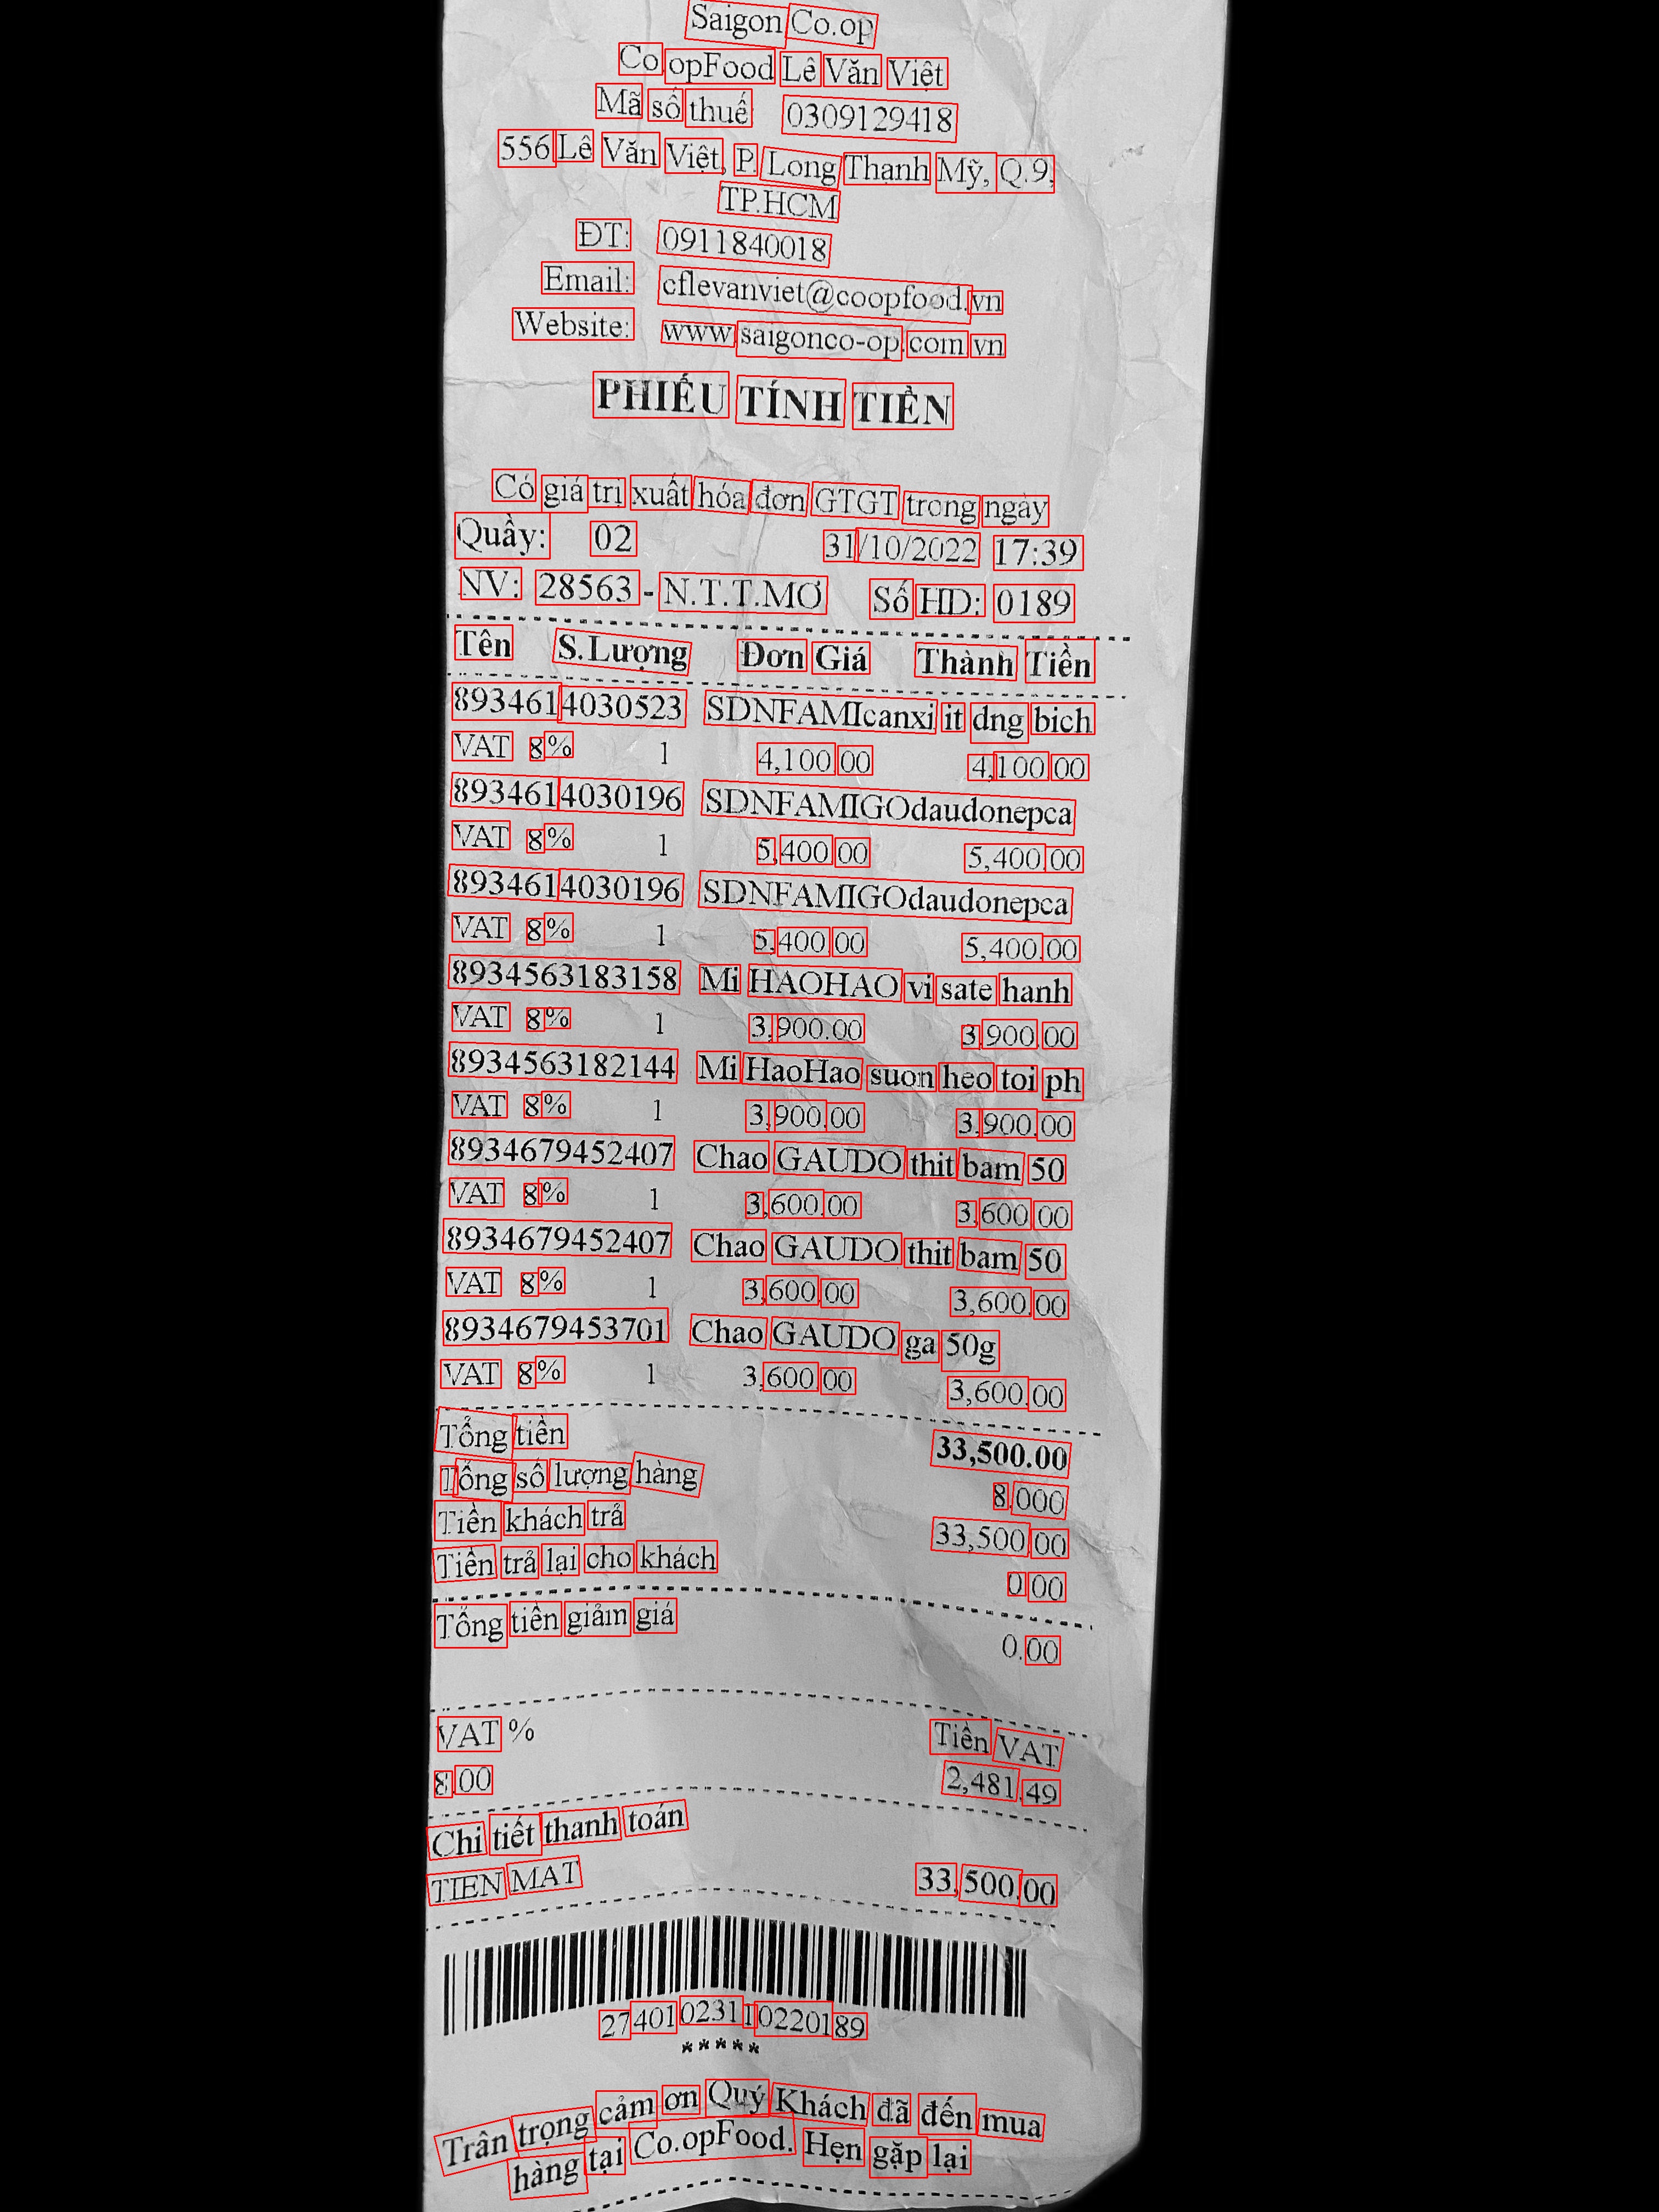 Saigon Co.op
Co.opFood Lê Văn Việt
Mã số thuế 0309129418
556 Lê Văn Việt, P. Long Thạnh Mỹ, Q.9,
TP.HCM
ĐT: 0911840018
Email: cflevanviet@coopfood.vn
Website: www.saigonco-op.com.vn
PHIẾU TÍNH TIỀN
Có giá trị xuất hóa đơn GTGT trong ngày
Quầy: 02 31/10/2022 17:39
NV: 28563 - N.T.T.MƠ Số HD: 0189
Tên S.Lượng Đơn Giá Thành Tiền
8934614030523 SDNFAMIcanxi it dng bich
VAT 8% 1 4,100.00 4,100.00
8934614030196 SDNFAMIGOdaudonepca
VAT 8% 1 5,400.00 5,400.00
8934614030196 SDNFAMIGOdaudonepca
VAT 8% 1 5,400.00 5,400.00
8934563183158 Mi HAOHAO vi sate hanh
VAT 8% 1 3,900.00 3,900.00
8934563182144 Mi HaoHao suon heo toi ph
VAT 8% 1 3,900.00 3,900.00
8934679452407 Chao GAUDO thit bam 50
VAT 8% 1 3,600.00 3,600.00
8934679452407 Chao GAUDO thit bam 50
VAT 8% 1 3,600.00 3,600.00
8934679453701 Chao GAUDO ga 50g
VAT 8% 1 3,600.00 3,600.00
Tổng tiền 33,500.00
Tổng số lượng hàng 8.000
Tiền khách trả 33,500.00
Tiền trả lại cho khách 0.00
Tổng tiền giảm giá 0.00
VAT % Tiền VAT
8.00 2,481.49
Chi tiết thanh toán
TIEN MAT 33,500.00
27401023110220189
*****
Trân trọng cảm ơn Quý Khách đã đến mua
hàng tại Co.opFood. Hẹn gặp lại